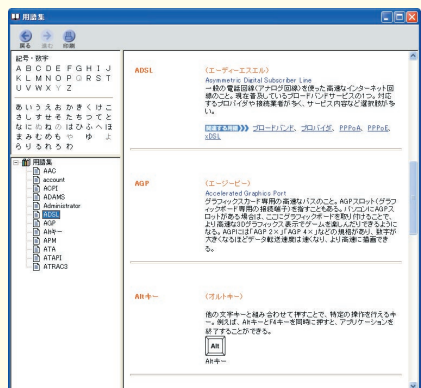 用語集
戻る 進む 印刷
記号・数字
A B C D E F G H I J
K L M N O P Q R S T
U V W X Y Z
あ い う え お か き く け こ
さ し す せ そ た ち つ て と
な に ぬ ね の は ひ ふ へ ほ
ま み む め も や ゆ よ
ら り る れ ろ わ
用語集
AAC
account
ACPI
ADAMS
Administrator
ADSL
AGP
Altキー
APM
ATA
ATAPI
ATRAC3
ADSL
(エーディーエスエル)
Asymmetric Digital Subscriber Line
一般の電話回線(アナログ回線)を使った高速なインターネット回
線のこと。現在普及しているブロードバンドサービスの1つ。対応
するプロバイダや接続業者が多く、サービス内容など選択肢が多
い。
関連する用語 ブロードバンド、プロバイダ、PPPoA、PPPoE、
xDSL
AGP
(エージーピー)
Accelerated Graphics Port
グラフィックスカード専用の高速なバスのこと。AGPスロット(グラフ
ィックボード専用の接続端子)を指すこともある。パソコンにAGPス
ロットがある場合は、ここにグラフィックボードを取り付けることで、
より高速な3Dグラフィックス表示でゲームを楽しんだりできるように
なる。AGPには「AGP 2×」「AGP 4×」などの規格があり、数字が
大きくなるほどデータ転送速度は速くなり、より高速に描画でき
る。
Altキー
(オルトキー)
他の文字キーと組み合わせて押すことで、特定の操作を行えるキ
ー。例えば、AltキーとF4キーを同時に押すと、アプリケーションを
終了することができる。
Alt
Altキー